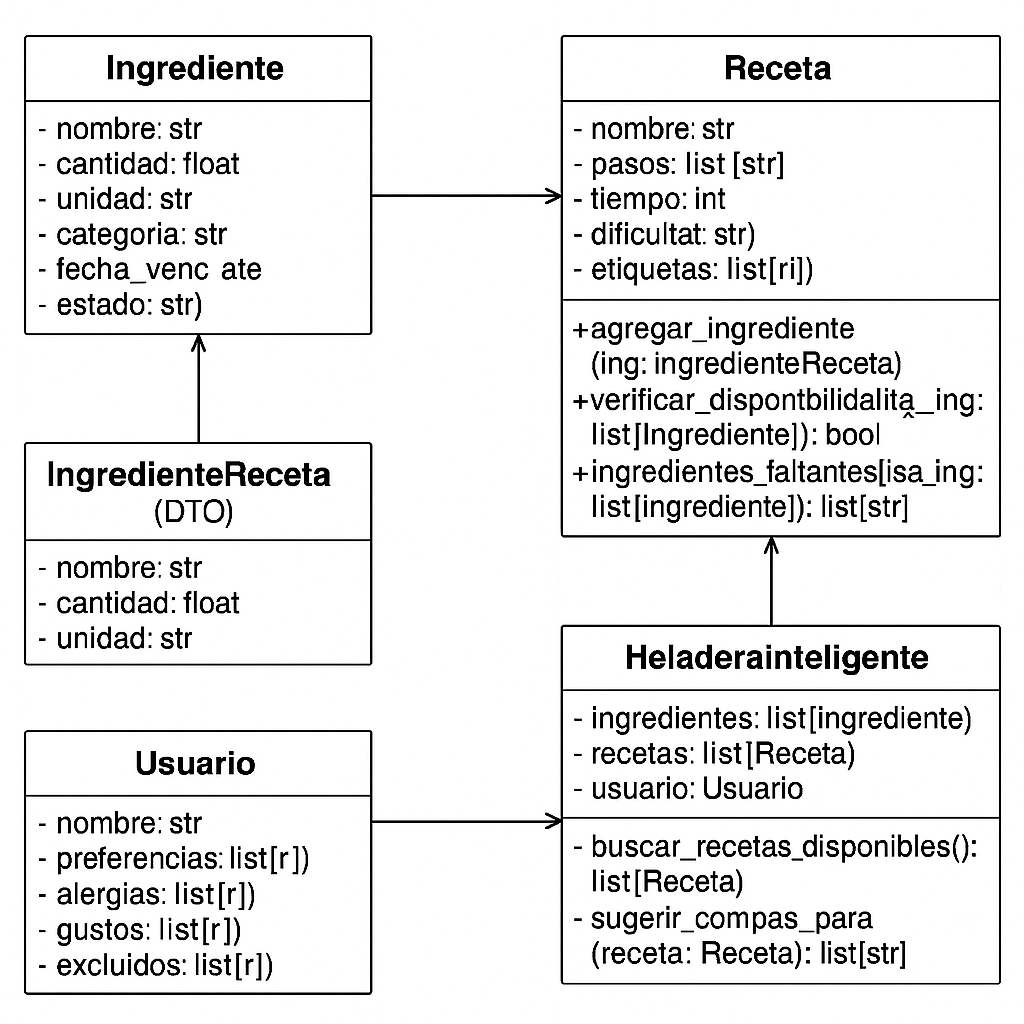 Ingrediente
- nombre: str
- cantidad: float
- unidad: str
- categoria: str
- fecha_venc ate
- estado: str)
Receta
- nombre: str
- pasos: list [str]
- tiempo: int
- dificultat: str)
- etiquetas: list[ri])
+agregar_ingrediente
(ing: ingredienteReceta)
+verificar_dispontbilidalita̭_ing:
list[Ingrediente]): bool
+ingredientes_faltantes[isa_ing:
list[ingrediente]): list[str]
IngredienteReceta
(DTO)
- nombre: str
- cantidad: float
- unidad: str
Usuario
- nombre: str
- preferencias: list[r])
- alergias: list[r])
- gustos: list[r])
- excluidos: list[r])
Heladerainteligente
- ingredientes: list[ingrediente)
- recetas: list[Receta)
- usuario: Usuario
- buscar_recetas_disponibles():
list[Receta)
- sugerir_compas_para
(receta: Receta): list[str]